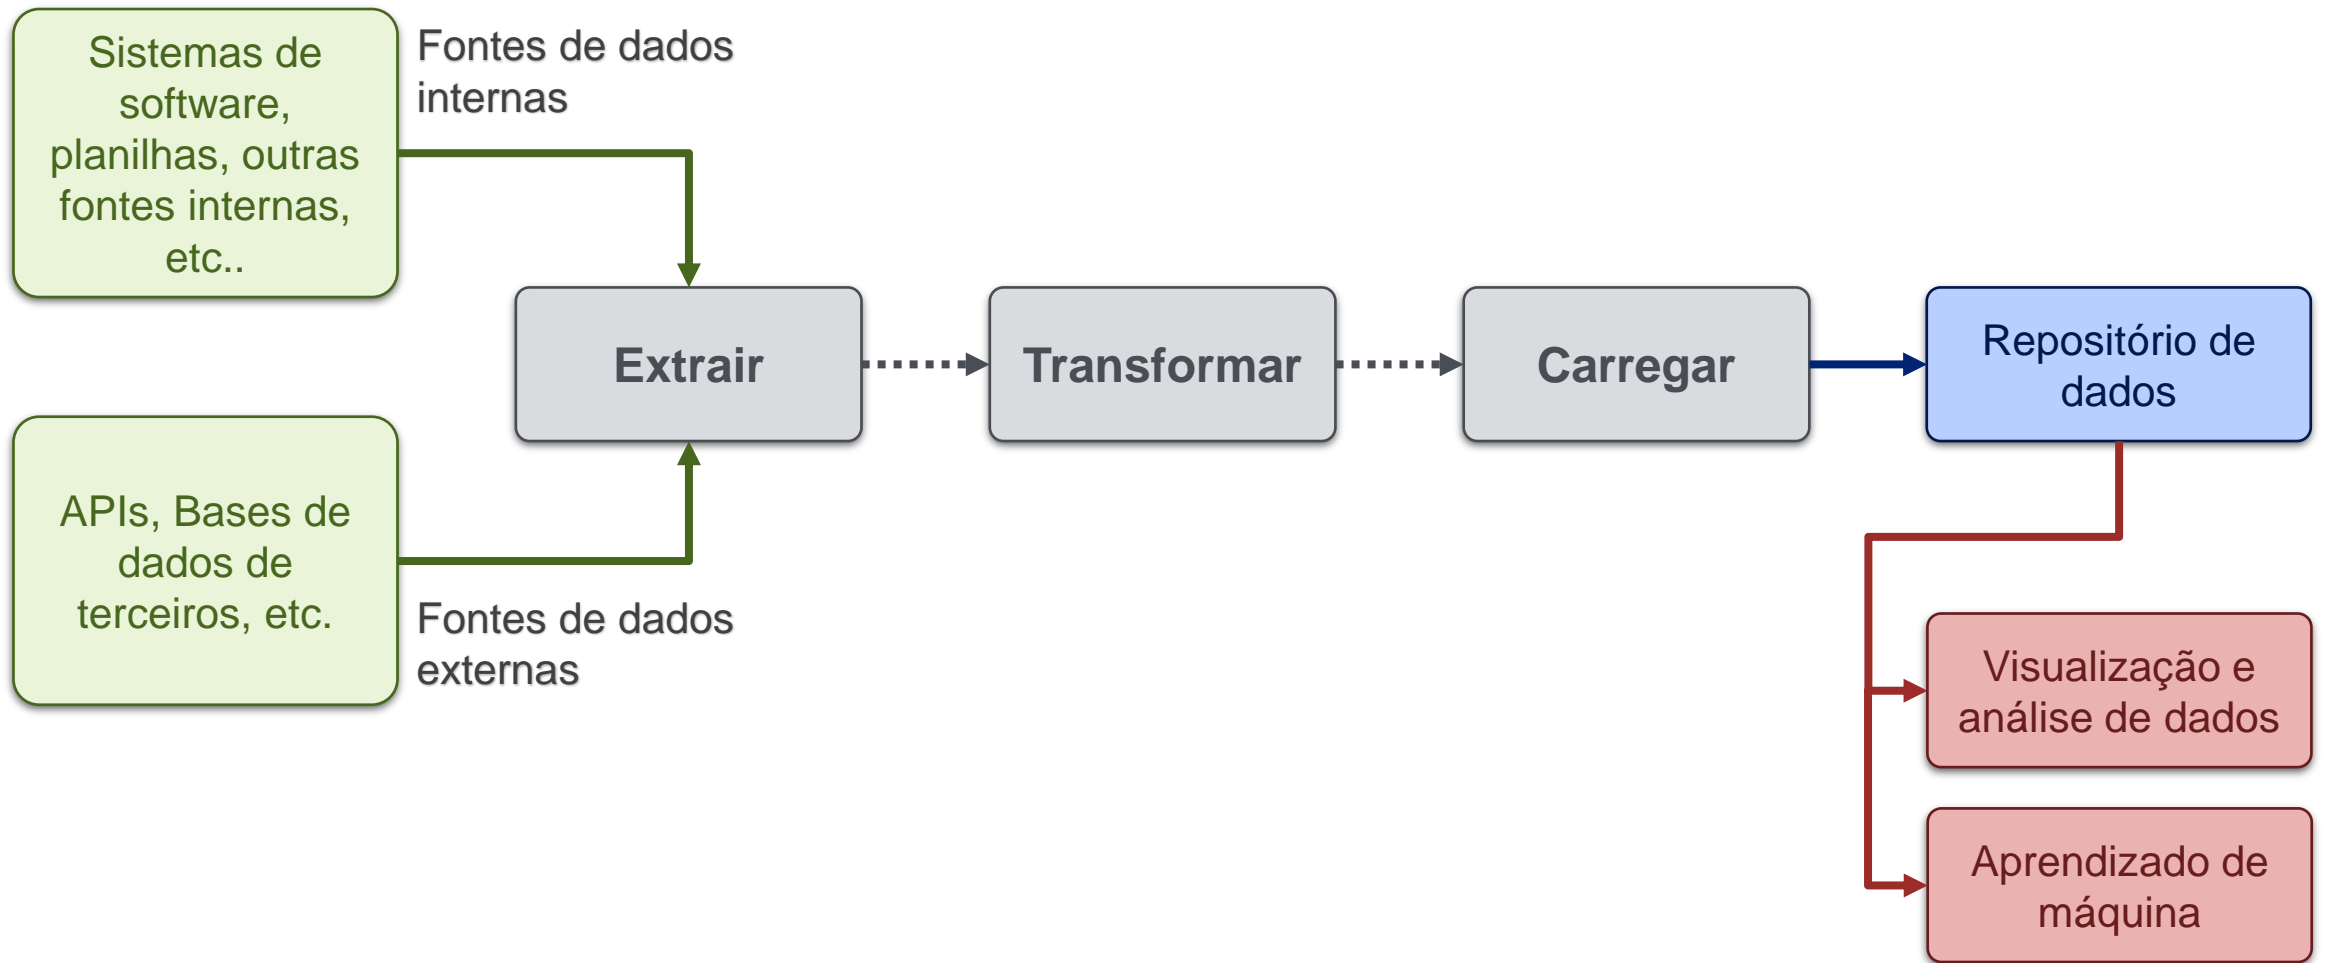 Sistemas de
software,
planilhas, outras
fontes internas,
etc..
Fontes de dados
internas
Extrair
Transformar
Carregar
Repositório de
dados
APIs, Bases de
dados de
terceiros, etc.
Fontes de dados
externas
Visualização e
análise de dados
Aprendizado de
máquina